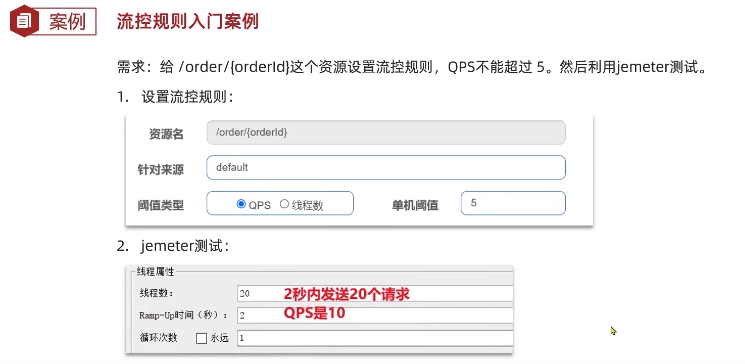 案例
流控规则入门案例
需求：给 /order/{orderId}这个资源设置流控规则，QPS不能超过 5。然后利用jemeter测试。
1. 设置流控规则：
资源名 /order/{orderId}
针对来源 default
阈值类型 QPS 线程数 单机阈值 5
2. jemeter测试：
线程属性
线程数： 20 2秒内发送20个请求
Ramp-Up时间（秒）： 2 QPS是10
循环次数 永远 1